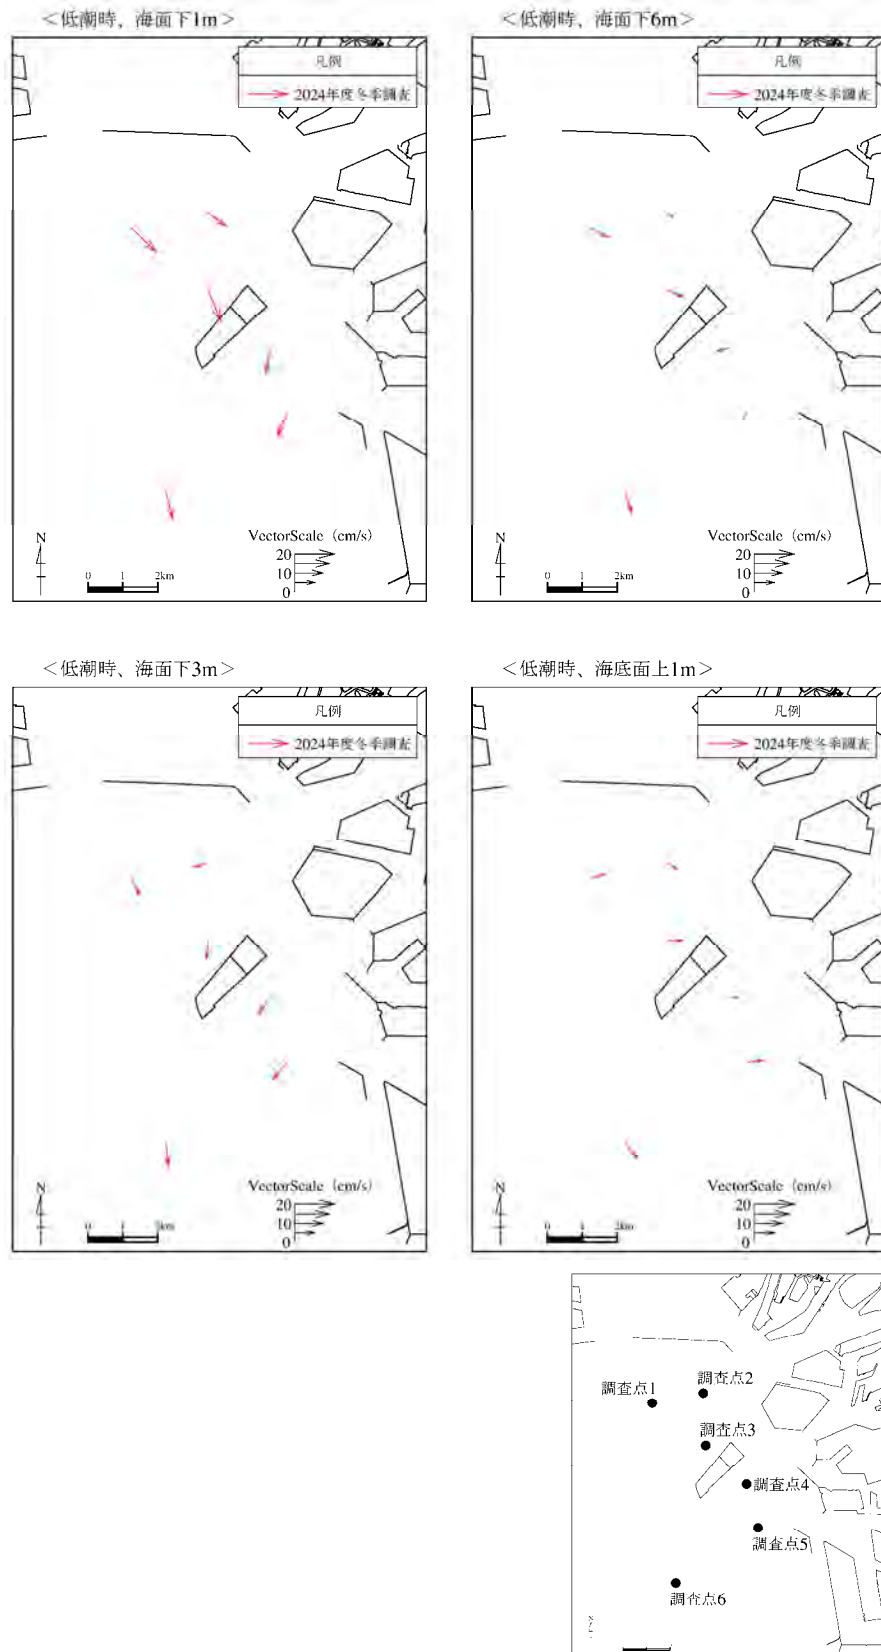 ＜低潮時、海面下1m＞
凡例
2024年度冬季調査
N
0 1 2km
VectorScale (cm/s)
20
10
0
＜低潮時、海面下6m＞
凡例
2024年度冬季調査
N
0 1 2km
VectorScale (cm/s)
20
10
0
＜低潮時、海面下3m＞
凡例
2024年度冬季調査
N
0 1 2km
VectorScale (cm/s)
20
10
0
＜低潮時、海底面上1m＞
凡例
2024年度冬季調査
N
0 1 2km
VectorScale (cm/s)
20
10
0
調査点1
調査点2
調査点3
調査点4
調査点5
調査点6